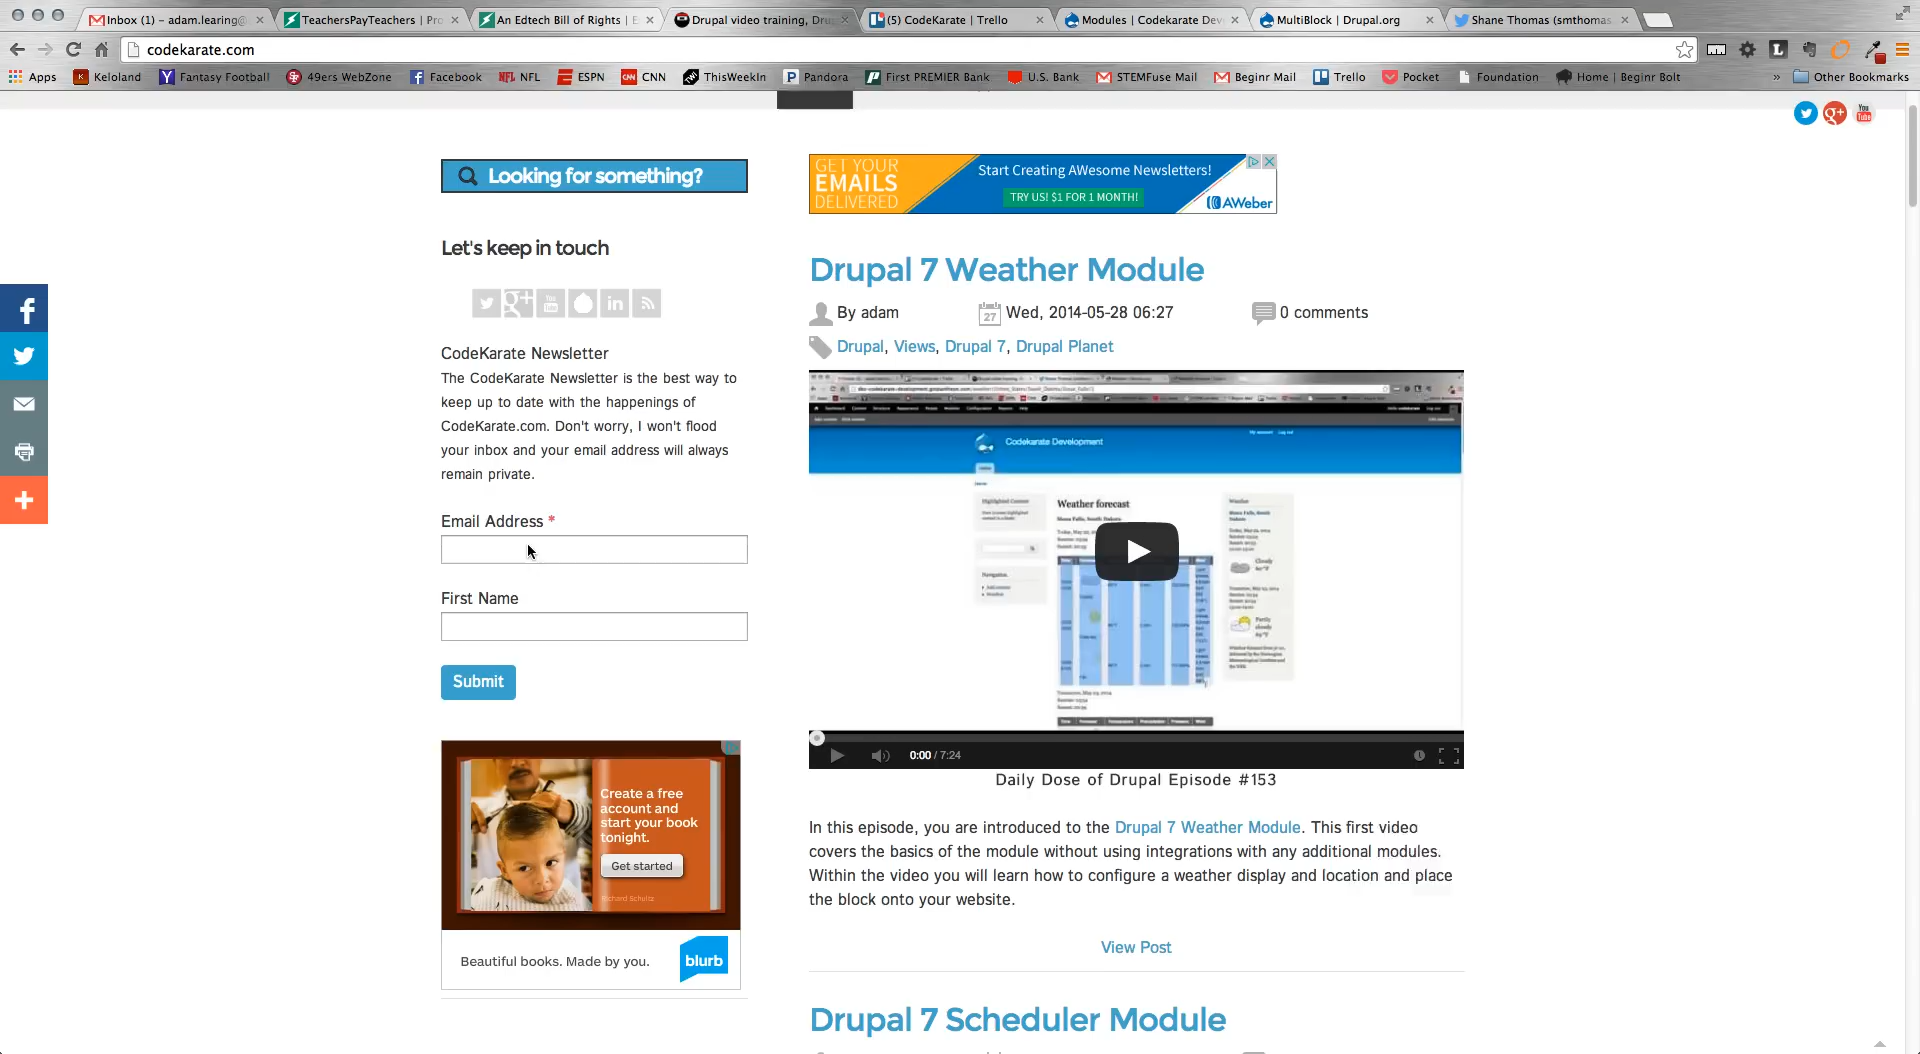 Inbox (1) – adam.learing@
TeachersPayTeachers | Pro
An Edtech Bill of Rights | E
Drupal video training, Dru
(5) CodeKarate | Trello
Modules | Codekarate Dev
MultiBlock | Drupal.org
Shane Thomas (smthomas
codekarate.com
Apps
Keloland
Fantasy Football
49ers WebZone
Facebook
NFL
ESPN
CNN
ThisWeekIn
Pandora
First PREMIER Bank
U.S. Bank
STEMFuse Mail
Beginr Mail
Trello
Pocket
Foundation
Home | Beginr Bolt
»
Other Bookmarks
Looking for something?
Let's keep in touch
CodeKarate Newsletter
The CodeKarate Newsletter is the best way to
keep up to date with the happenings of
CodeKarate.com. Don't worry, I won't flood
your inbox and your email address will always
remain private.
Email Address *
First Name
Submit
Create a free
account and
start your book
tonight.
Get started
Richard Schultz
Beautiful books. Made by you.
blurb
GET YOUR
EMAILS
DELIVERED
Start Creating AWesome Newsletters!
TRY US! $1 FOR 1 MONTH!
AWeber
Drupal 7 Weather Module
By adam
27
Wed, 2014-05-28 06:27
0 comments
Drupal, Views, Drupal 7, Drupal Planet
Codekarate Development
Weather forecast
0:00 / 7:24
Daily Dose of Drupal Episode #153
In this episode, you are introduced to the Drupal 7 Weather Module. This first video
covers the basics of the module without using integrations with any additional modules.
Within the video you will learn how to configure a weather display and location and place
the block onto your website.
View Post
Drupal 7 Scheduler Module